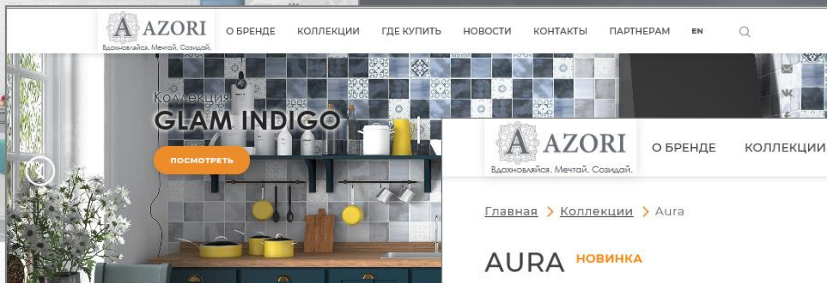 A AZORI
Вдохновляйся. Мечтай. Созидай.
О БРЕНДЕ КОЛЛЕКЦИИ ГДЕ КУПИТЬ НОВОСТИ КОНТАКТЫ ПАРТНЕРАМ EN
Коллекция
GLAM INDIGO
ПОСМОТРЕТЬ
A AZORI
Вдохновляйся. Мечтай. Созидай.
О БРЕНДЕ КОЛЛЕКЦИИ
Главная > Коллекции > Aura
AURA НОВИНКА